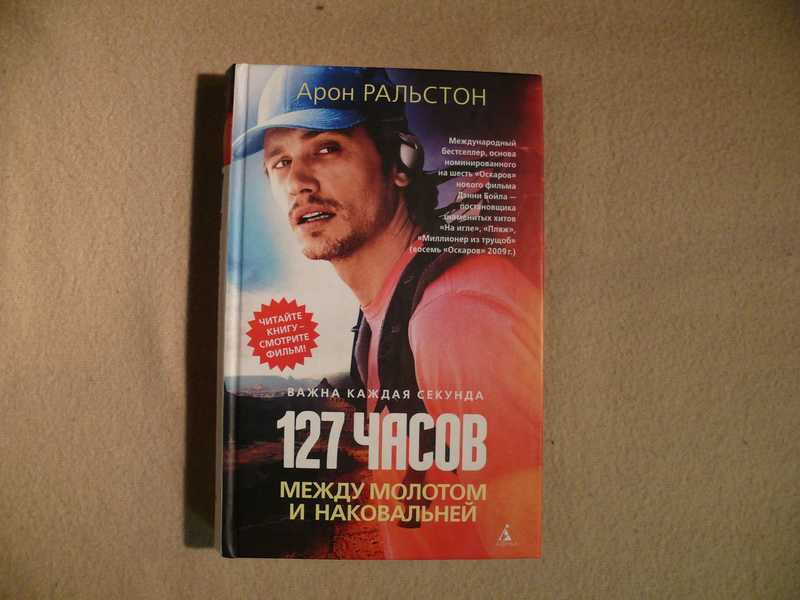 Арон РАЛЬСТОН
Международный
бестселлер, основа
номинированного
на шесть «Оскаров»
нового фильма
Дэнни Бойла —
постановщика
знаменитых хитов
«На игле», «Пляж»,
«Миллионер из трущоб»
(восемь «Оскаров» 2009 г.)
ЧИТАЙТЕ
КНИГУ –
СМОТРИТЕ
ФИЛЬМ!
ВАЖНА КАЖДАЯ СЕКУНДА
127 ЧАСОВ
МЕЖДУ МОЛОТОМ
И НАКОВАЛЬНЕЙ